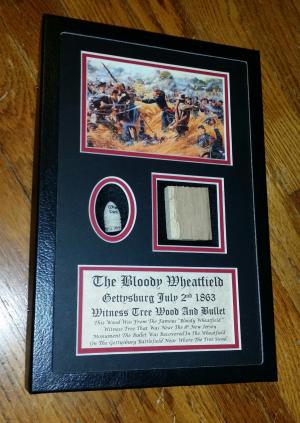 The Bloody Wheatfield
Gettysburg July 2nd 1863
Witness Tree Wood And Bullet
This Wood Was From The Famous "Bloody Wheatfield"
Witness Tree That Was Near The 8th New Jersey
Monument The Bullet Was Recovered In The Wheatfield
On The Gettysburg Battlefield Near Where The Tree Stood